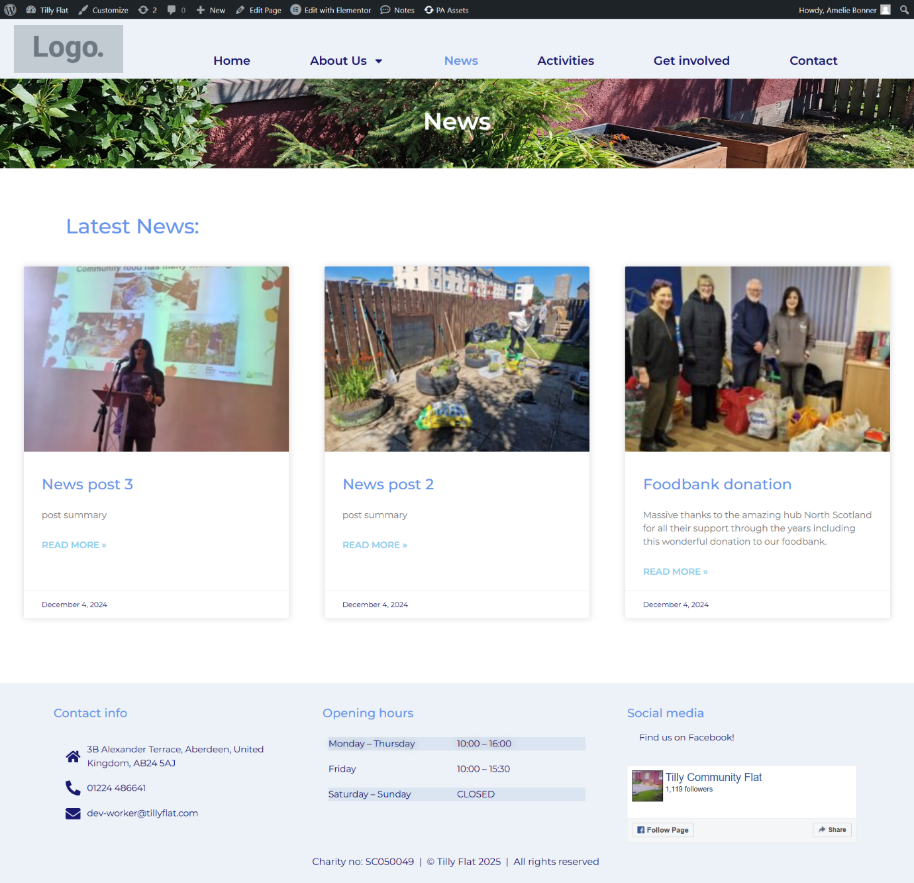 Tilly Flat Customize 2 0 New Edit Page Edit with Elementor Notes PA Assets Howdy, Amelie Bonner
Logo.
Home About Us News Activities Get involved Contact
News
Latest News:
Community food has many
News post 3
post summary
READ MORE »
December 4, 2024
News post 2
post summary
READ MORE »
December 4, 2024
Foodbank donation
Massive thanks to the amazing hub North Scotland
for all their support through the years including
this wonderful donation to our foodbank.
READ MORE »
December 4, 2024
Contact info
3B Alexander Terrace, Aberdeen, United
Kingdom, AB24 5AJ
01224 486641
dev-worker@tillyflat.com
Opening hours
Monday – Thursday 10:00 – 16:00
Friday 10:00 – 15:30
Saturday – Sunday CLOSED
Social media
Find us on Facebook!
Tilly Community Flat
1,119 followers
Follow Page Share
Charity no: SC050049 | © Tilly Flat 2025 | All rights reserved